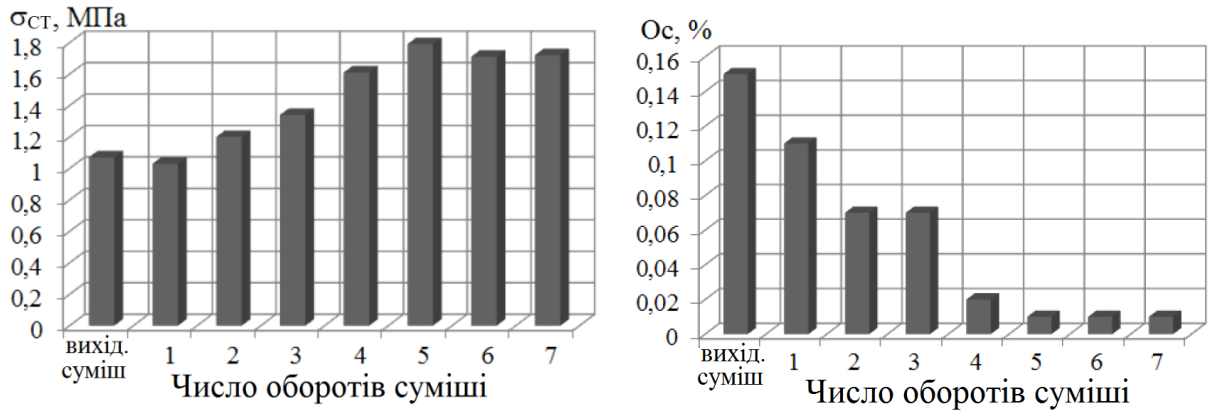 σСТ, МПа
1,8
1,6
1,4
1,2
1
0,8
0,6
0,4
0,2
0
вихід.
суміш
1 2 3 4 5 6 7
Число оборотів суміші
Ос, %
0,16
0,14
0,12
0,1
0,08
0,06
0,04
0,02
0
вихід.
суміш
1 2 3 4 5 6 7
Число оборотів суміші